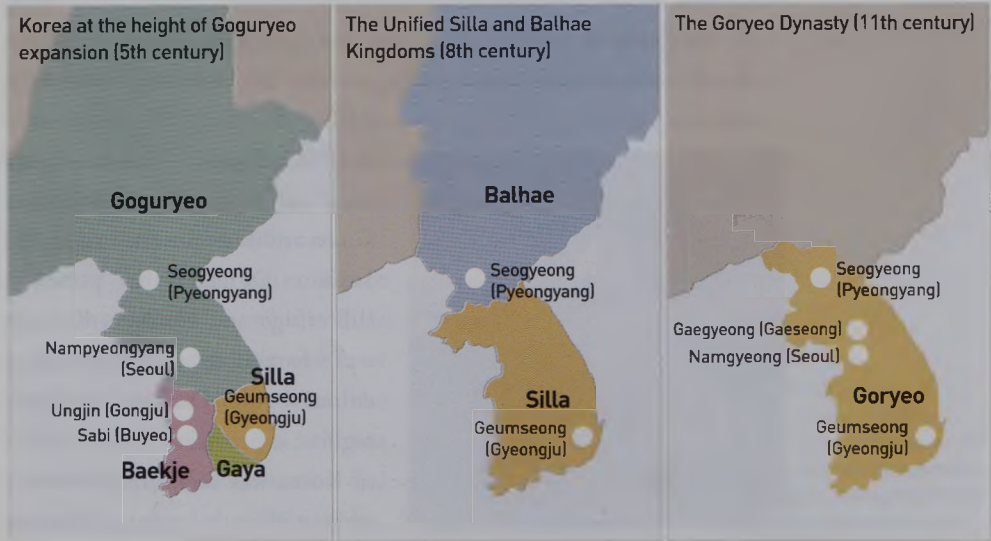 Korea at the height of Goguryeo
expansion (5th century)
Goguryeo
Seogyeong
(Pyeongyang)
Nampyeongyang
(Seoul)
Silla
Geumseong
(Gyeongju)
Ungjin (Gongju)
Sabi (Buyeo)
Baekje
Gaya
The Unified Silla and Balhae
Kingdoms (8th century)
Balhae
Seogyeong
(Pyeongyang)
Silla
Geumseong
(Gyeongju)
The Goryeo Dynasty (11th century)
Seogyeong
(Pyeongyang)
Gaegyeong (Gaeseong)
Namgyeong (Seoul)
Goryeo
Geumseong
(Gyeongju)